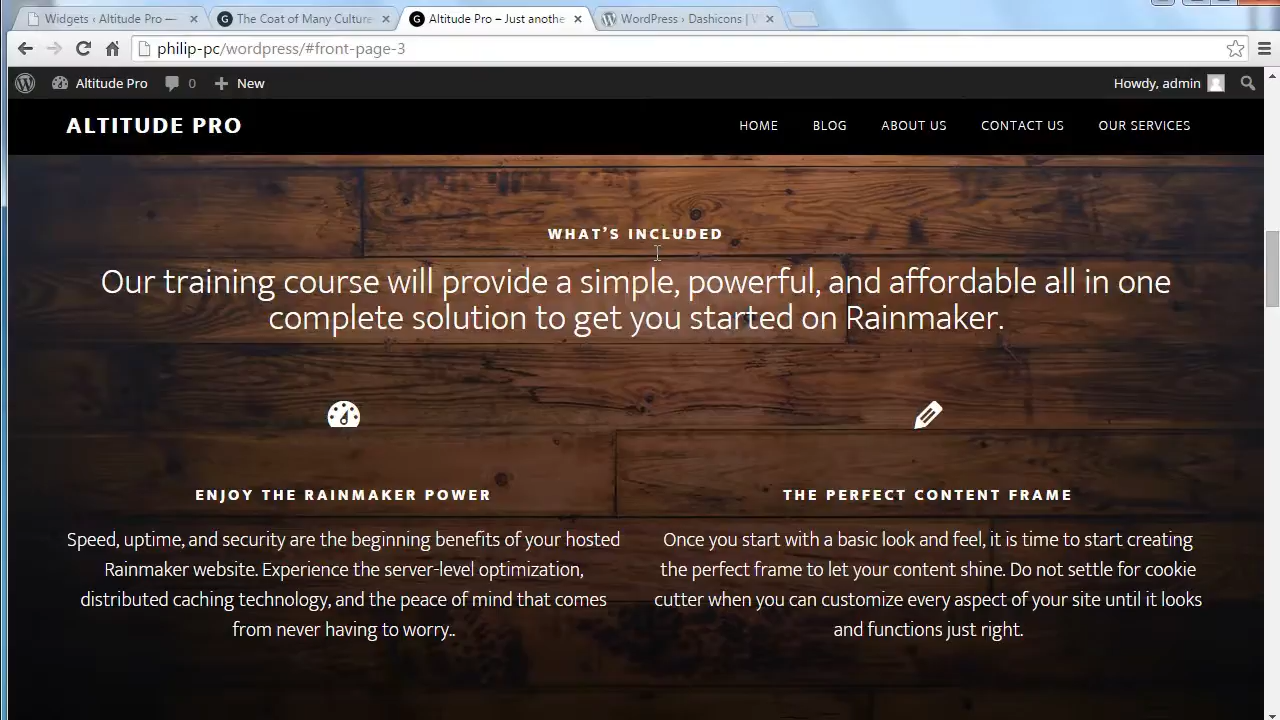 Widgets ‹ Altitude Pro —
The Coat of Many Culture
Altitude Pro – Just anothe
WordPress › Dashicons | W
philip-pc/wordpress/#front-page-3
Altitude Pro 0 New Howdy, admin
ALTITUDE PRO
HOME BLOG ABOUT US CONTACT US OUR SERVICES
WHAT’S INCLUDED
Our training course will provide a simple, powerful, and affordable all in one
complete solution to get you started on Rainmaker.
ENJOY THE RAINMAKER POWER
Speed, uptime, and security are the beginning benefits of your hosted
Rainmaker website. Experience the server-level optimization,
distributed caching technology, and the peace of mind that comes
from never having to worry..
THE PERFECT CONTENT FRAME
Once you start with a basic look and feel, it is time to start creating
the perfect frame to let your content shine. Do not settle for cookie
cutter when you can customize every aspect of your site until it looks
and functions just right.